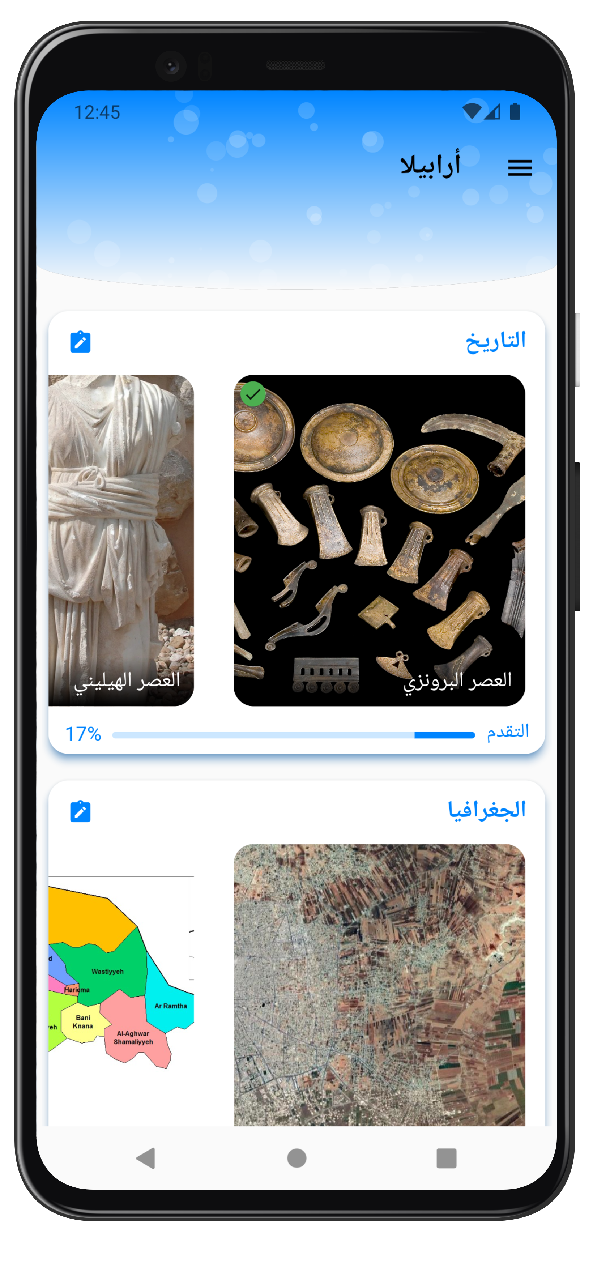 12:45
أرابيلا
التاريخ
العصر البرونزي
العصر الهيليني
التقدم
17%
الجغرافيا
Wastiyyeh
Ar Ramtha
Bani
Knana
Al-Aghwar
Shamaliyyeh